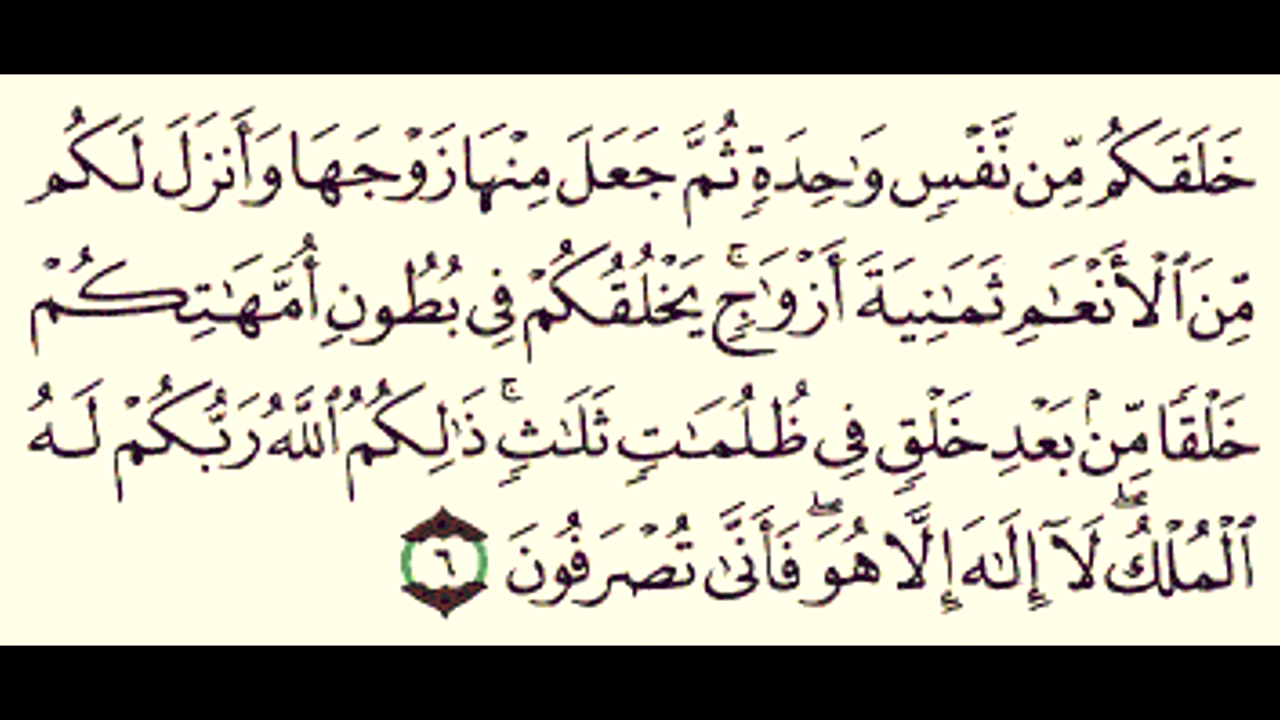 خَلَقَكُم مِّن نَّفْسٍ وَٰحِدَةٍ ثُمَّ جَعَلَ مِنْهَا زَوْجَهَا وَأَنزَلَ لَكُم
مِّنَ ٱلْأَنْعَٰمِ ثَمَٰنِيَةَ أَزْوَٰجٍ ۚ يَخْلُقُكُمْ فِى بُطُونِ أُمَّهَٰتِكُمْ
خَلْقًا مِّنۢ بَعْدِ خَلْقٍ فِى ظُلُمَٰتٍ ثَلَٰثٍ ۚ ذَٰلِكُمُ ٱللَّهُ رَبُّكُمْ لَهُ
ٱلْمُلْكُ ۖ لَآ إِلَٰهَ إِلَّا هُوَ ۖ فَأَنَّىٰ تُصْرَفُونَ ٦